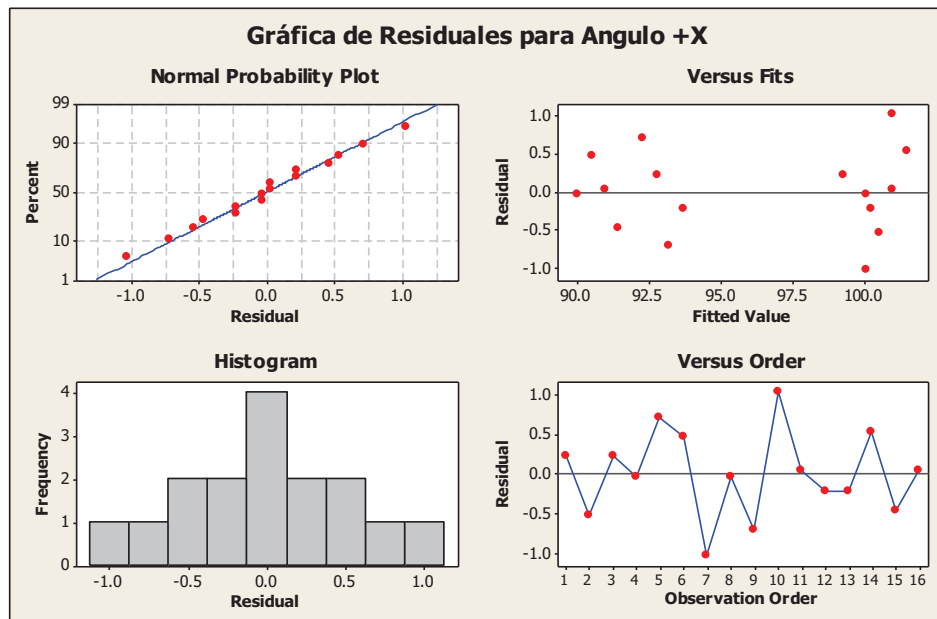 Gráfica de Residuales para Angulo +X
Normal Probability Plot
Percent
99
90
50
10
1
-1.0 -0.5 0.0 0.5 1.0
Residual
Versus Fits
Residual
1.0
0.5
0.0
-0.5
-1.0
90.0 92.5 95.0 97.5 100.0
Fitted Value
Histogram
Frequency
4
3
2
1
0
-1.0 -0.5 0.0 0.5 1.0
Residual
Versus Order
Residual
1.0
0.5
0.0
-0.5
-1.0
1 2 3 4 5 6 7 8 9 10 11 12 13 14 15 16
Observation Order